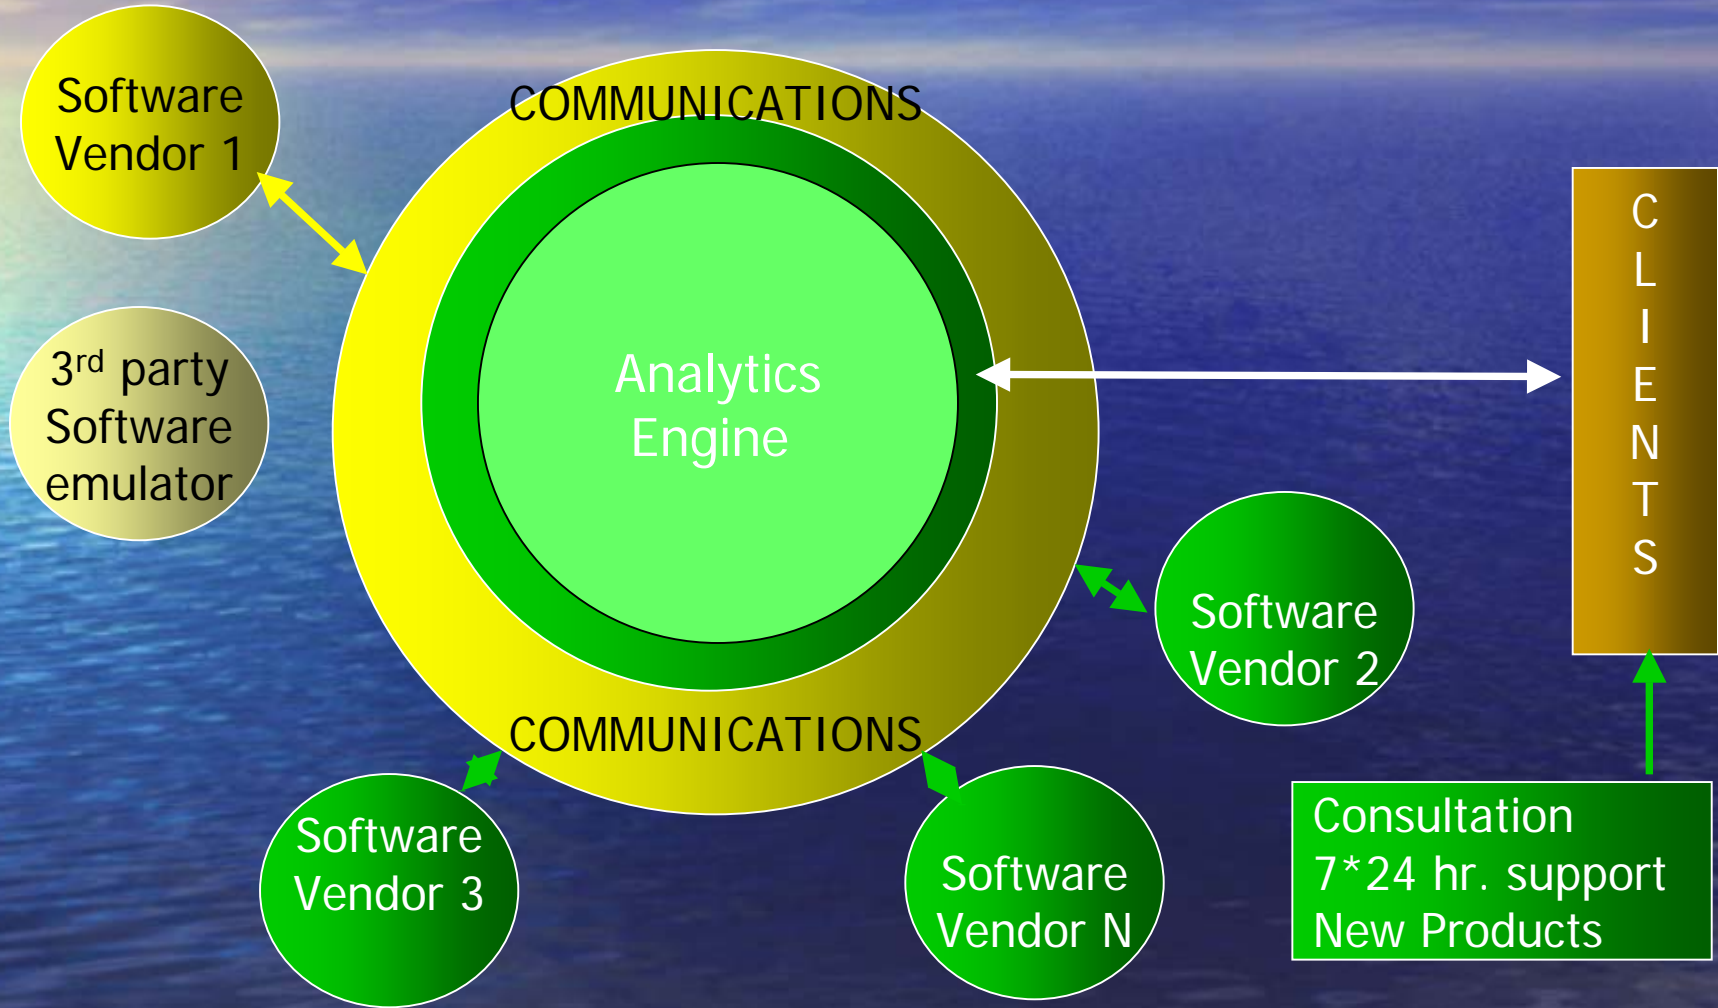 Software
Vendor 1
COMMUNICATIONS
3rd party
Software
emulator
Analytics
Engine
CLIENTS
Software
Vendor 2
COMMUNICATIONS
Software
Vendor 3
Software
Vendor N
Consultation
7*24 hr. support
New Products